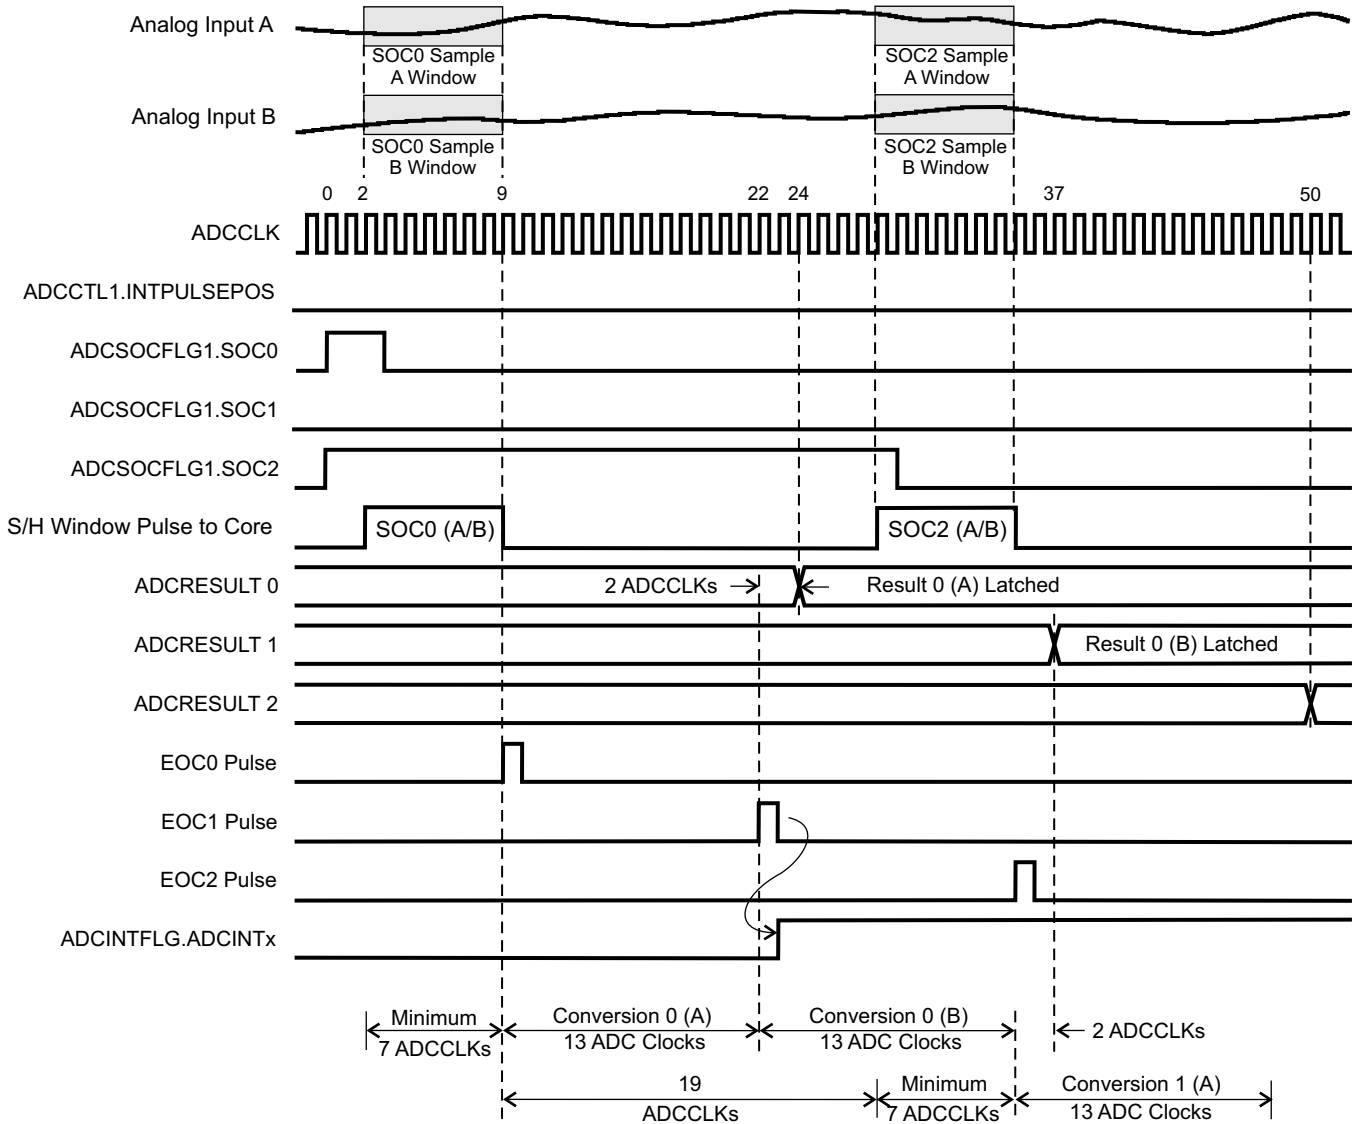 Analog Input A
SOC0 Sample
A Window
SOC2 Sample
A Window
Analog Input B
SOC0 Sample
B Window
SOC2 Sample
B Window
0 2 9 22 24 37 50
ADCCLK
ADCCTL1.INTPULSEPOS
ADCSOCFLG1.SOC0
ADCSOCFLG1.SOC1
ADCSOCFLG1.SOC2
S/H Window Pulse to Core
SOC0 (A/B)
SOC2 (A/B)
ADCRESULT 0
2 ADCCLKs
Result 0 (A) Latched
ADCRESULT 1
Result 0 (B) Latched
ADCRESULT 2
EOC0 Pulse
EOC1 Pulse
EOC2 Pulse
ADCINTFLG.ADCINTx
Minimum
7 ADCCLKs
Conversion 0 (A)
13 ADC Clocks
Conversion 0 (B)
13 ADC Clocks
2 ADCCLKs
19
ADCCLKs
Minimum
7 ADCCLKs
Conversion 1 (A)
13 ADC Clocks